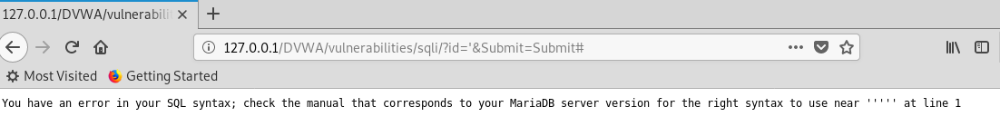 127.0.0.1/DVWA/vulnerabiliti
127.0.0.1/DVWA/vulnerabilities/sqli/?id='&Submit=Submit#
Most Visited Getting Started
You have an error in your SQL syntax; check the manual that corresponds to your MariaDB server version for the right syntax to use near ''''' at line 1